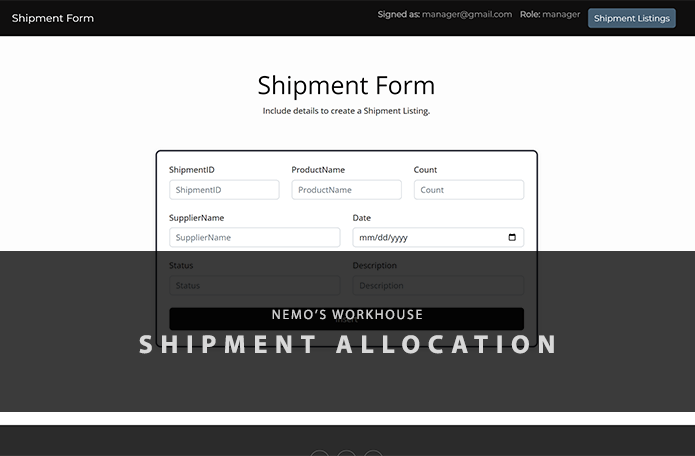 Shipment Form
Signed as: manager@gmail.com Role: manager Shipment Listings
Shipment Form
Include details to create a Shipment Listing.
ShipmentID ProductName Count
ShipmentID ProductName Count
SupplierName Date
SupplierName mm/dd/yyyy
Status Description
Status Description
NEMO'S WORKHOUSE
SHIPMENT ALLOCATION